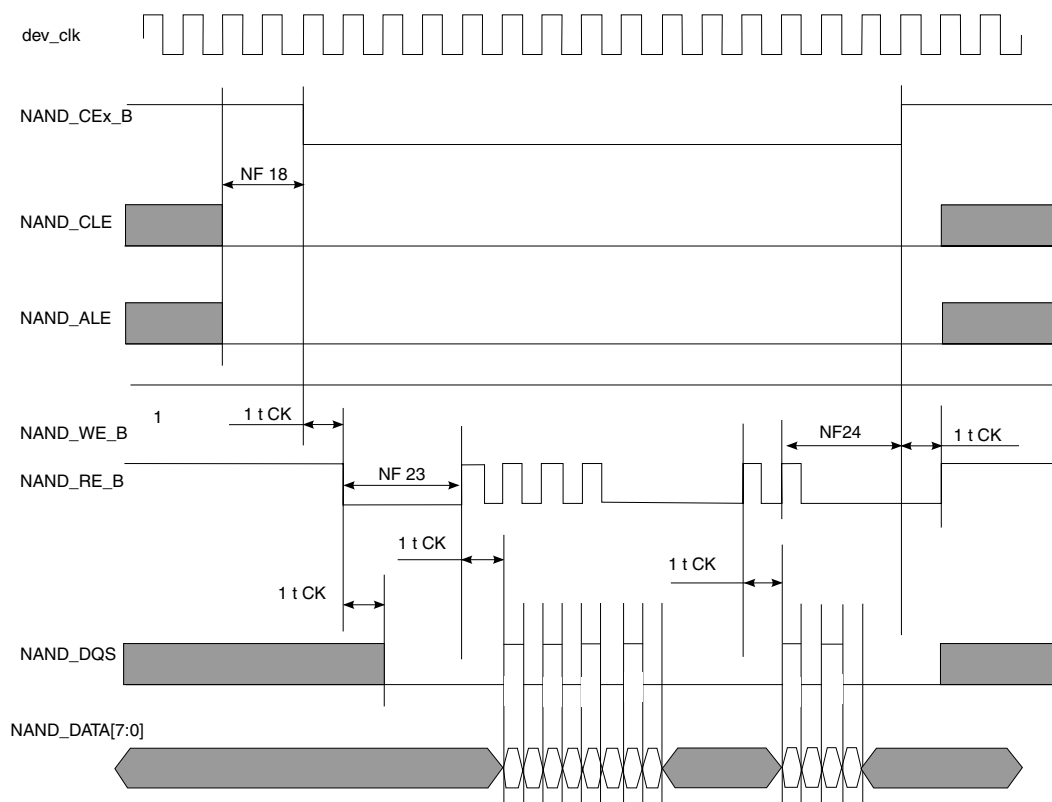 dev_clk
NAND_CEx_B
NF 18
NAND_CLE
NAND_ALE
1
1 t CK
NF24
1 t CK
NAND_WE_B
NF 23
NAND_RE_B
1 t CK
1 t CK
1 t CK
NAND_DQS
NAND_DATA[7:0]